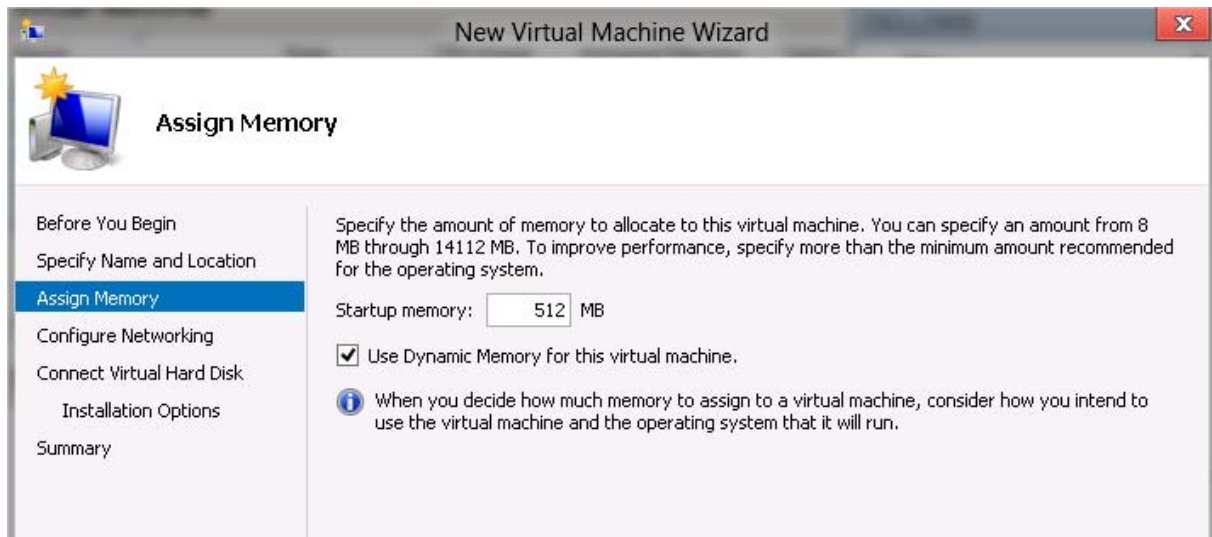 New Virtual Machine Wizard
Assign Memory
Before You Begin
Specify Name and Location
Assign Memory
Configure Networking
Connect Virtual Hard Disk
Installation Options
Summary
Specify the amount of memory to allocate to this virtual machine. You can specify an amount from 8
MB through 14112 MB. To improve performance, specify more than the minimum amount recommended
for the operating system.
Startup memory: 512 MB
Use Dynamic Memory for this virtual machine.
When you decide how much memory to assign to a virtual machine, consider how you intend to
use the virtual machine and the operating system that it will run.